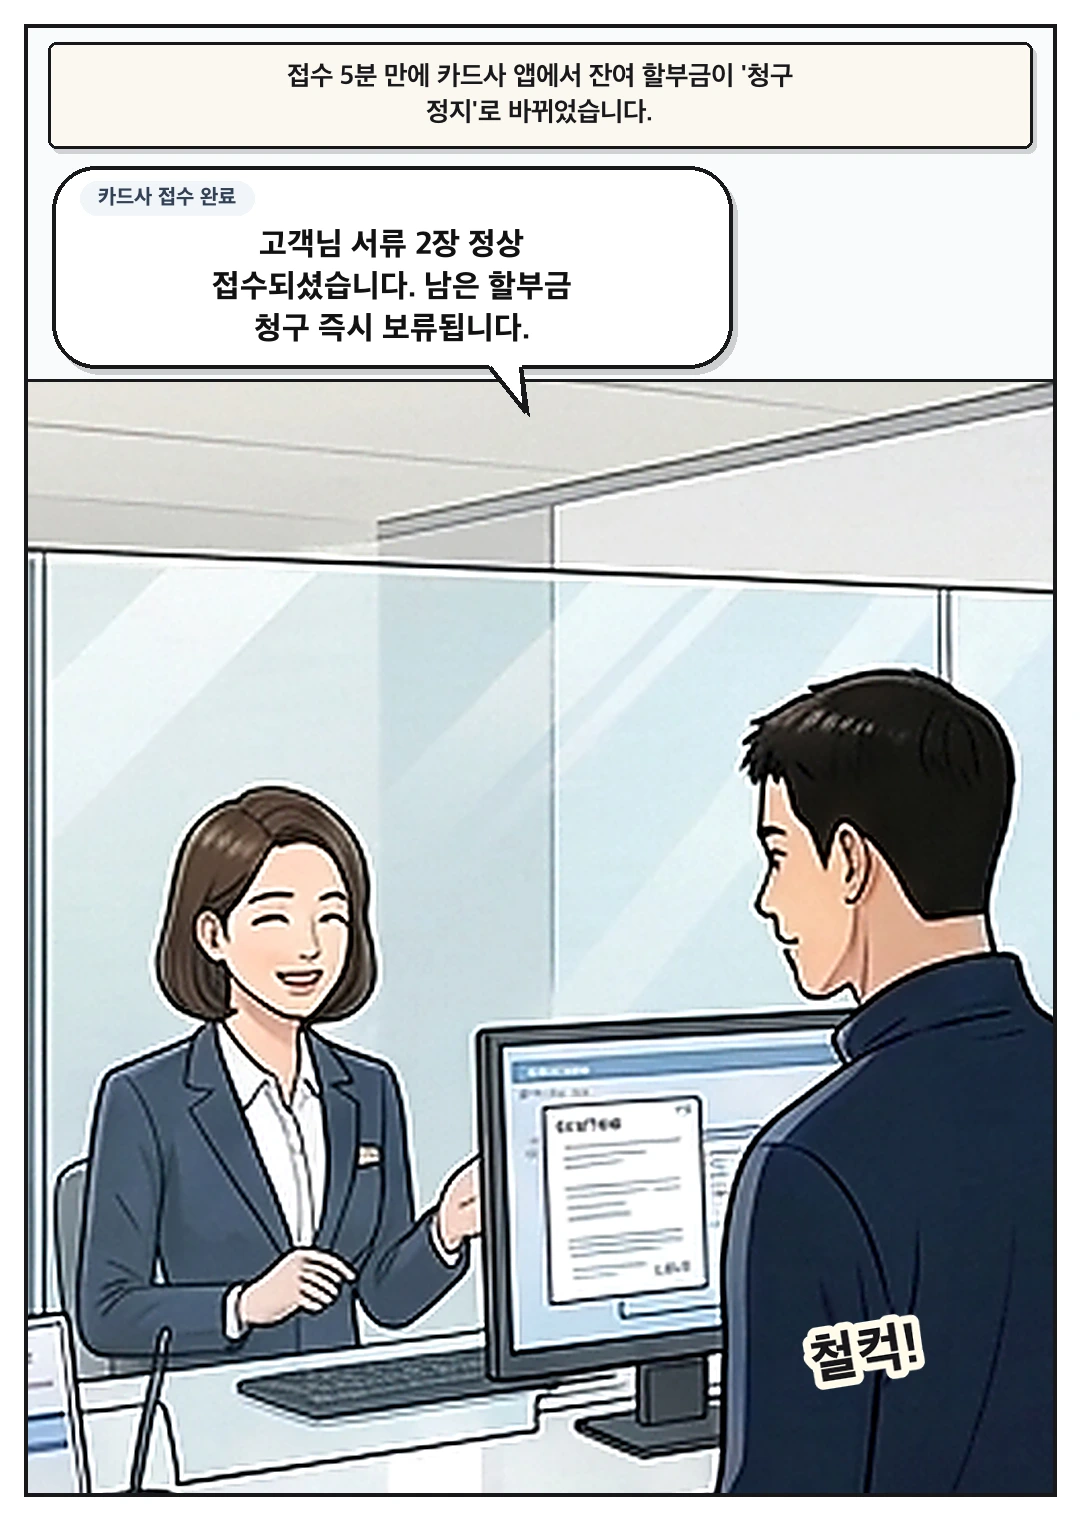 접수 5분 만에 카드사 앱에서 잔여 할부금이 '청구
정지'로 바뀌었습니다.
카드사 접수 완료
고객님 서류 2장 정상
접수되셨습니다. 남은 할부금
청구 즉시 보류됩니다.
철컥!